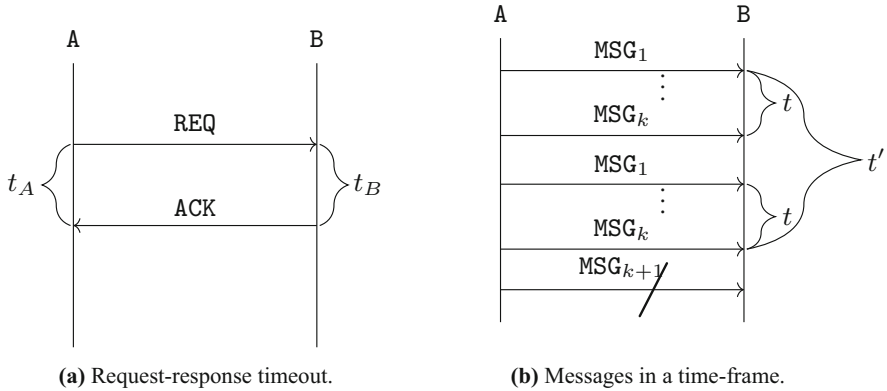 A B
REQ
t_A t_B
ACK
(a) Request-response timeout.
A B
MSG_1
⋮ t
MSG_k
t′
MSG_1
⋮ t
MSG_k
MSG_{k+1}
(b) Messages in a time-frame.